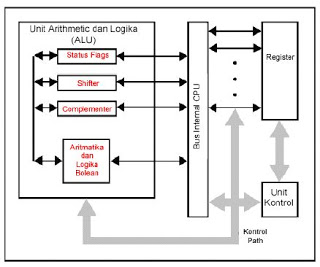 Unit Arithmetic dan Logika
(ALU)
Status Flags
Shifter
Complementer
Aritmatika
dan
Logika
Bolean
Bus Internal CPU
Register
Unit
Kontrol
Kontrol
Path